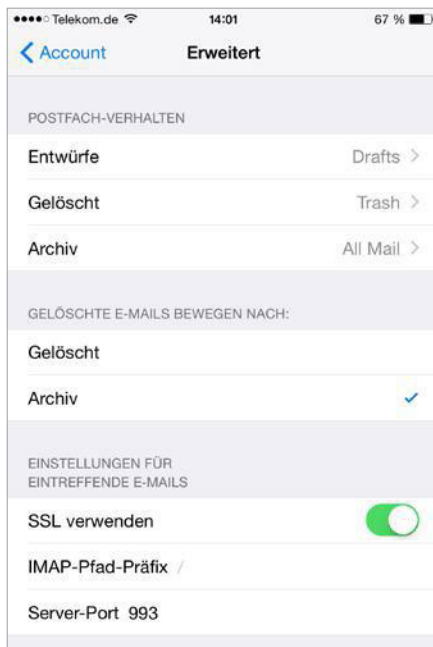 Telekom.de 14:01 67 %
Account Erweitert
POSTFACH-VERHALTEN
Entwürfe Drafts
Gelöscht Trash
Archiv All Mail
GELÖSCHTE E-MAILS BEWEGEN NACH:
Gelöscht
Archiv
EINSTELLUNGEN FÜR
EINTREFFENDE E-MAILS
SSL verwenden
IMAP-Pfad-Präfix /
Server-Port 993